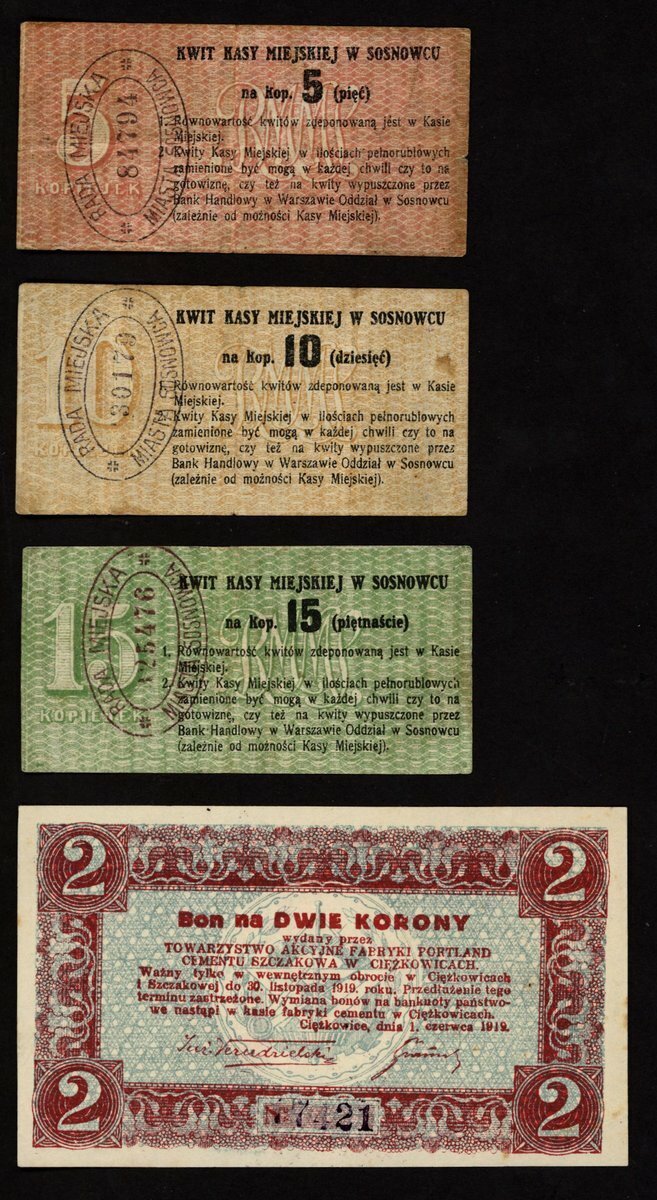 KWIT KASY MIEJSKIEJ W SOSNOWCU
na Kop. 5 (pięć)
1. Równowartość kwitów zdeponowaną jest w Kasie
Miejskiej.
2. Kwity Kasy Miejskiej w ilościach pełnorublowych
zamienione być mogą w każdej chwili czy to na
gotowiznę, czy też na kwity wypuszczone przez
Bank Handlowy w Warszawie Oddział w Sosnowcu
(zależnie od możności Kasy Miejskiej).
5
KOPIEJEK
RADA MIEJSKA
MIASTA SOSNOWCA
84794
KWIT KASY MIEJSKIEJ W SOSNOWCU
na Kop. 10 (dziesięć)
1. Równowartość kwitów zdeponowaną jest w Kasie
Miejskiej.
2. Kwity Kasy Miejskiej w ilościach pełnorublowych
zamienione być mogą w każdej chwili czy to na
gotowiznę, czy też na kwity wypuszczone przez
Bank Handlowy w Warszawie Oddział w Sosnowcu
(zależnie od możności Kasy Miejskiej).
10
RADA MIEJSKA
MIASTA SOSNOWCA
30179
KWIT KASY MIEJSKIEJ W SOSNOWCU
na Kop. 15 (piętnaście)
1. Równowartość kwitów zdeponowaną jest w Kasie
Miejskiej.
2. Kwity Kasy Miejskiej w ilościach pełnorublowych
zamienione być mogą w każdej chwili czy to na
gotowiznę, czy też na kwity wypuszczone przez
Bank Handlowy w Warszawie Oddział w Sosnowcu
(zależnie od możności Kasy Miejskiej).
15
KOPIEJEK
RADA MIEJSKA
MIASTA SOSNOWCA
125476
2 2
Bon na DWIE KORONY
wydany przez
TOWARZYSTWO AKCYJNE FABRYKI PORTLAND
CEMENTU SZCZAKOWA W CIĘŻKOWICACH.
Ważny tylko w wewnętrznym obrocie w Ciężkowicach
i Szczakowej do 30. listopada 1919. roku. Przedłużenie tego
terminu zastrzeżone. Wymiana bonów na banknoty państwo-
we nastąpi w kasie fabryki cementu w Ciężkowicach.
Ciężkowice, dnia 1. czerwca 1919.
2 2
7421